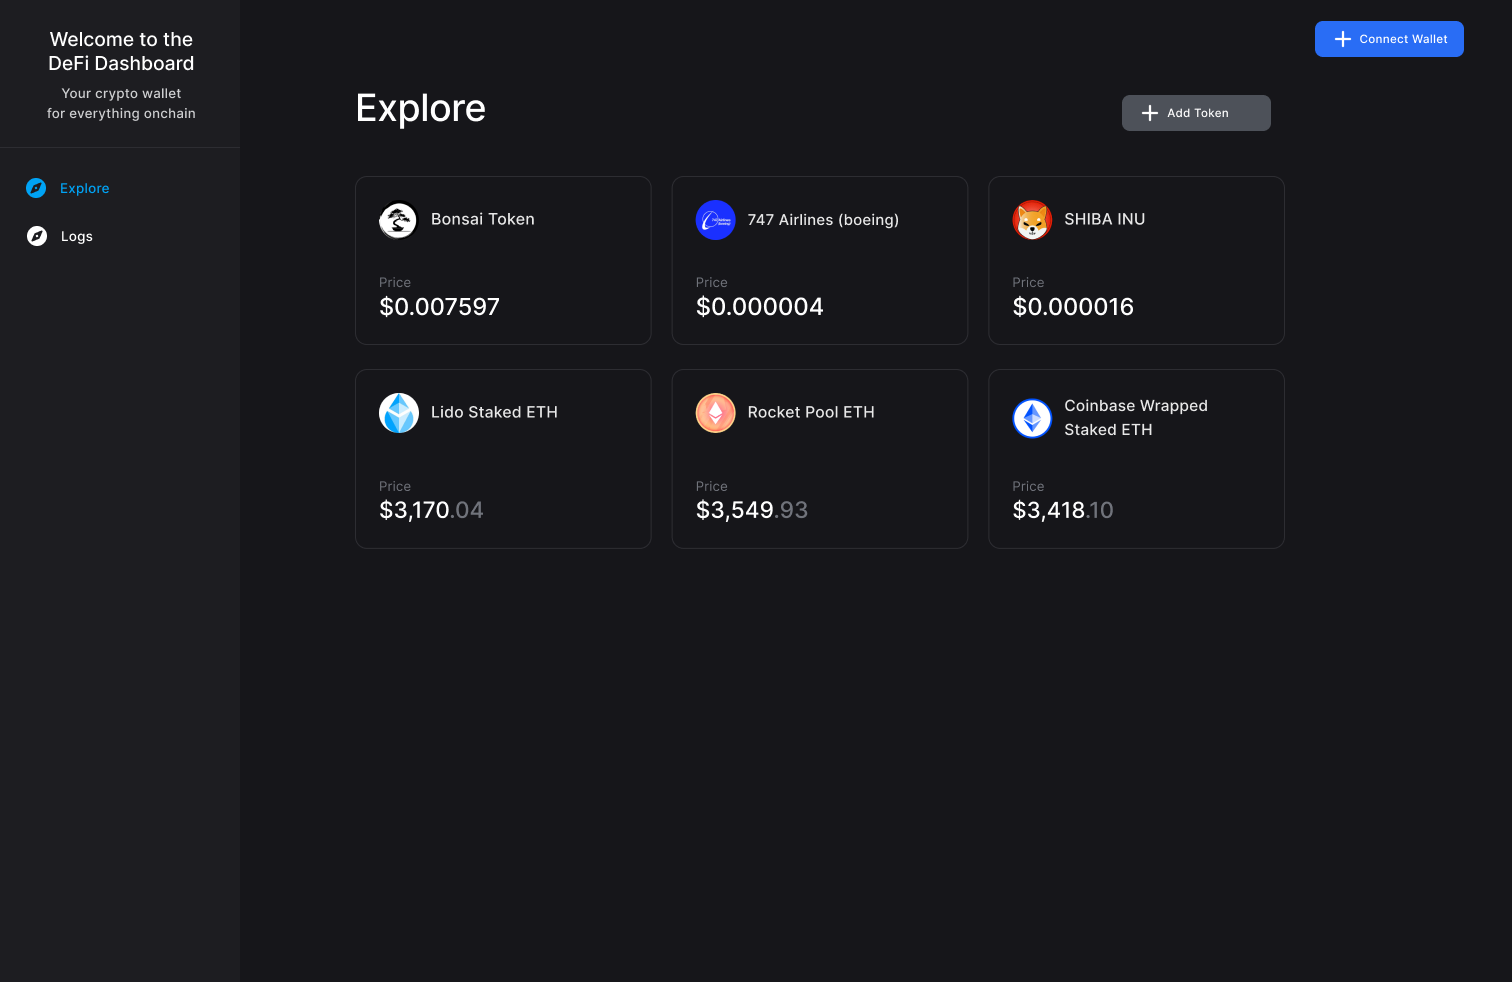 Welcome to the
DeFi Dashboard
Your crypto wallet
for everything onchain
Explore
Logs
Connect Wallet
Explore
Add Token
Bonsai Token
Price
$0.007597
747 Airlines (boeing)
Price
$0.000004
SHIBA INU
Price
$0.000016
Lido Staked ETH
Price
$3,170.04
Rocket Pool ETH
Price
$3,549.93
Coinbase Wrapped
Staked ETH
Price
$3,418.10